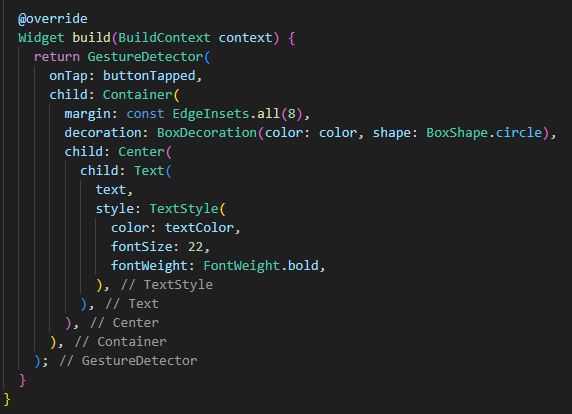 @override
Widget build(BuildContext context) {
return GestureDetector(
onTap: buttonTapped,
child: Container(
margin: const EdgeInsets.all(8),
decoration: BoxDecoration(color: color, shape: BoxShape.circle),
child: Center(
child: Text(
text,
style: TextStyle(
color: textColor,
fontSize: 22,
fontWeight: FontWeight.bold,
), // TextStyle
), // Text
), // Center
), // Container
); // GestureDetector
}
}